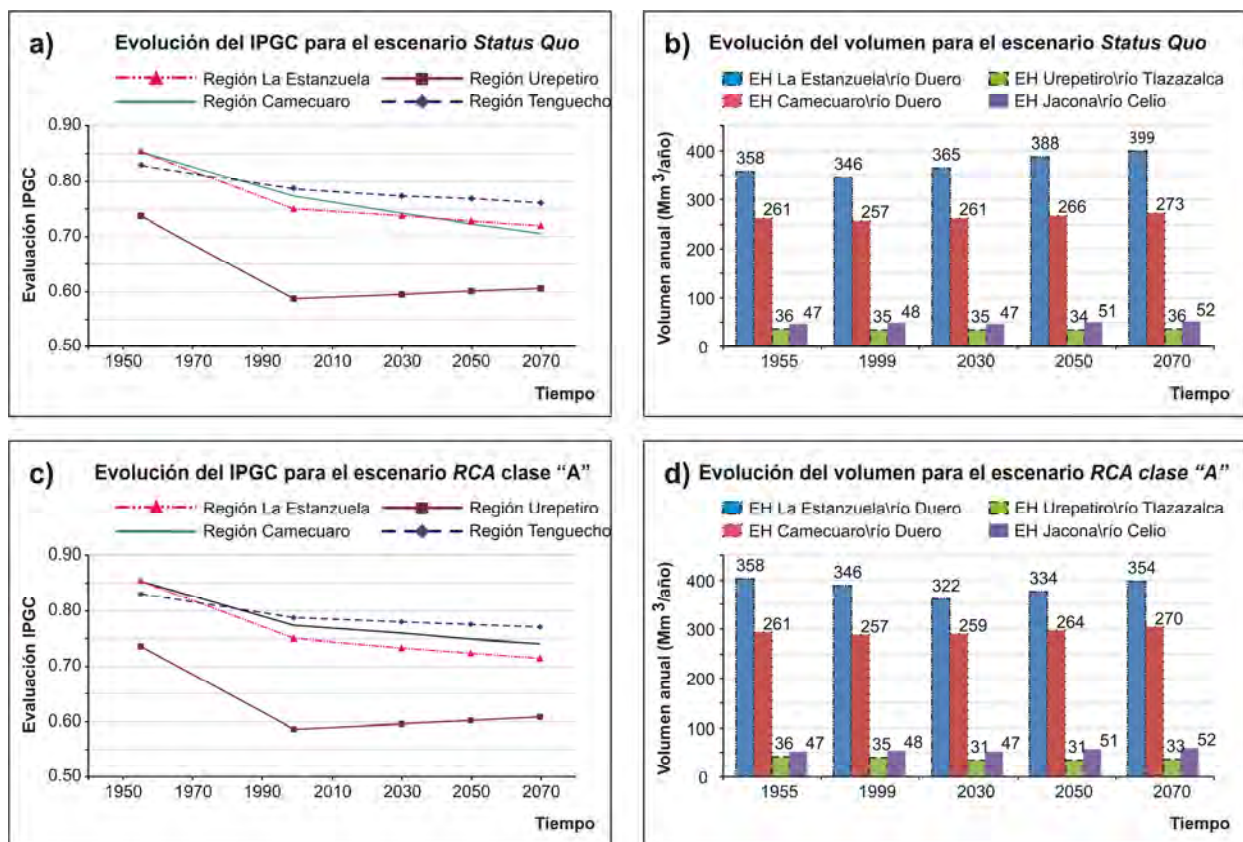 a) Evolución del IPGC para el escenario Status Quo
Región La Estanzuela
Región Urepetiro
Región Camecuaro
Región Tenguecho
Evaluación IPGC
0.90
0.80
0.70
0.60
0.50
1950 1970 1990 2010 2030 2050 2070
Tiempo
b) Evolución del volumen para el escenario Status Quo
EH La Estanzuela\río Duero
EH Urepetiro\río Tlazazalca
EH Camecuaro\río Duero
EH Jacona\río Celio
Volumen anual (Mm³/año)
400
300
200
100
0
358 261 36 47
346 257 35 48
365 261 35 47
388 266 34 51
399 273 36 52
1955 1999 2030 2050 2070
Tiempo
c) Evolución del IPGC para el escenario RCA clase “A”
Región La Estanzuela
Región Urepetiro
Región Camecuaro
Región Tenguecho
Evaluación IPGC
0.90
0.80
0.70
0.60
0.50
1950 1970 1990 2010 2030 2050 2070
Tiempo
d) Evolución del volumen para el escenario RCA clase “A”
EH La Estanzuela\río Duero
EH Urepetiro\río Tlazazalca
EH Camecuaro\río Duero
EH Jacona\río Celio
Volumen anual (Mm³/año)
400
300
200
100
0
358 261 36 47
346 257 35 48
322 259 31 47
334 264 31 51
354 270 33 52
1955 1999 2030 2050 2070
Tiempo